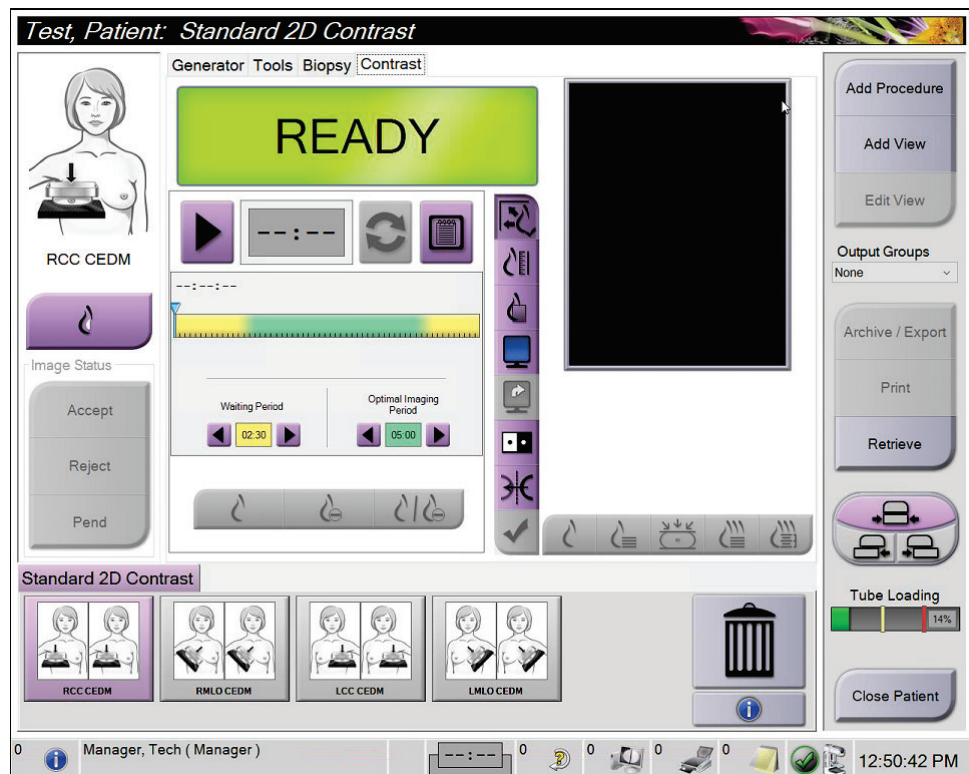 Test, Patient:  Standard 2D Contrast
Generator Tools Biopsy Contrast
READY
RCC CEDM
--:--
--:--:--
Waiting Period
02:30
Optimal Imaging
Period
05:00
Image Status
Accept
Reject
Pend
Add Procedure
Add View
Edit View
Output Groups
None
Archive / Export
Print
Retrieve
Tube Loading
14%
Close Patient
Standard 2D Contrast
RCC CEDM
RMLO CEDM
LCC CEDM
LMLO CEDM
0 Manager, Tech ( Manager ) --:-- 0 0 0 0 12:50:42 PM